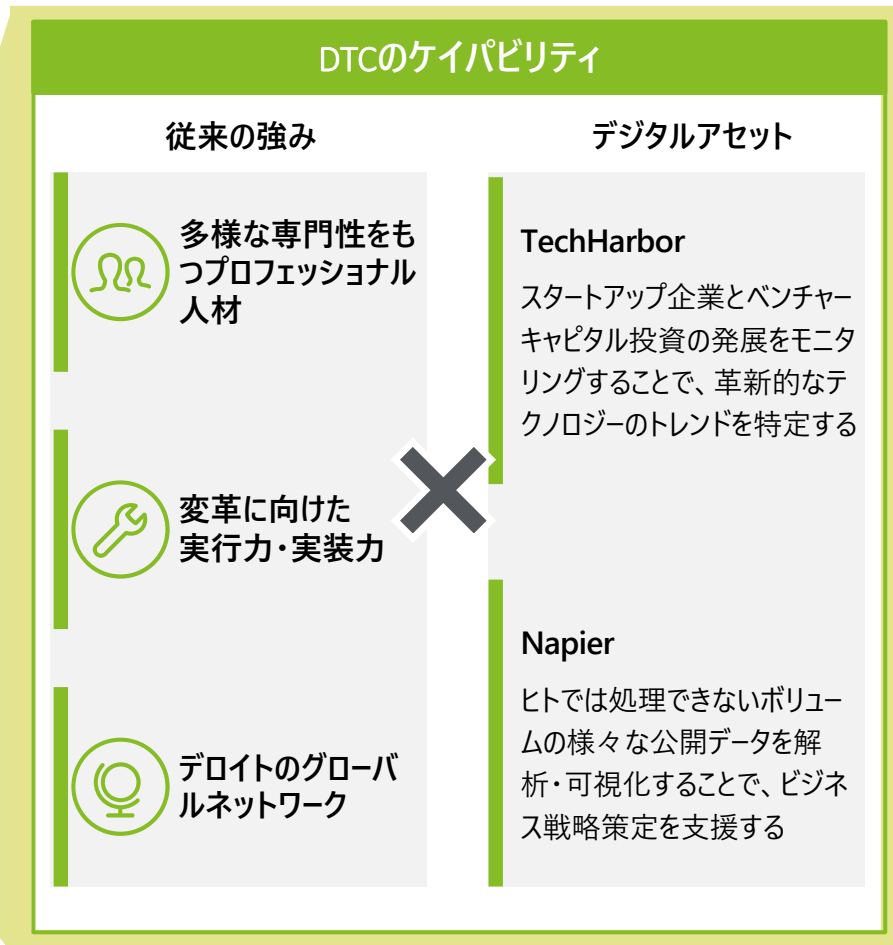 DTCのケイパビリティ
従来の強み
多様な専門性をも
つプロフェッショナル
人材
変革に向けた
実行力・実装力
デロイトのグローバ
ルネットワーク
デジタルアセット
TechHarbor
スタートアップ企業とベンチャー
キャピタル投資の発展をモニタ
リングすることで、革新的なテ
クノロジーのトレンドを特定する
Napier
ヒトでは処理できないボリュー
ムの様々な公開データを解
析・可視化することで、ビジネ
ス戦略策定を支援する